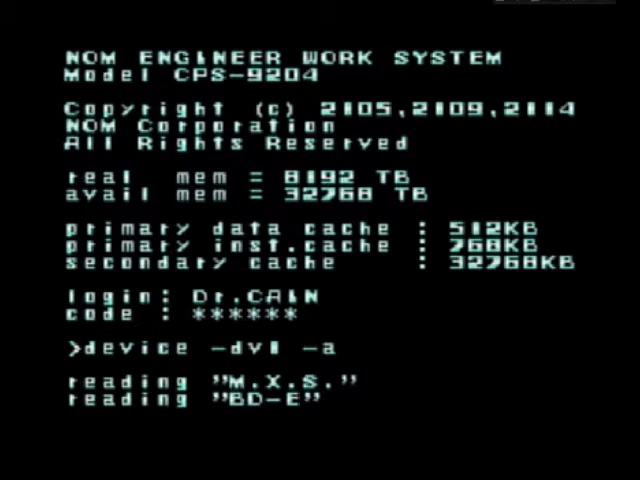 NOM ENGINEER WORK SYSTEM
Model CPS-9204
Copyright (c) 2105,2109,2114
NOM Corporation
All Rights Reserved
real mem = 8192 TB
avail mem = 32768 TB
primary data cache : 512KB
primary inst.cache : 768KB
secondary cache : 32768KB
login: Dr.CAIN
code : ******
>device -dvl -a
reading "M.X.S."
reading "BD-E"